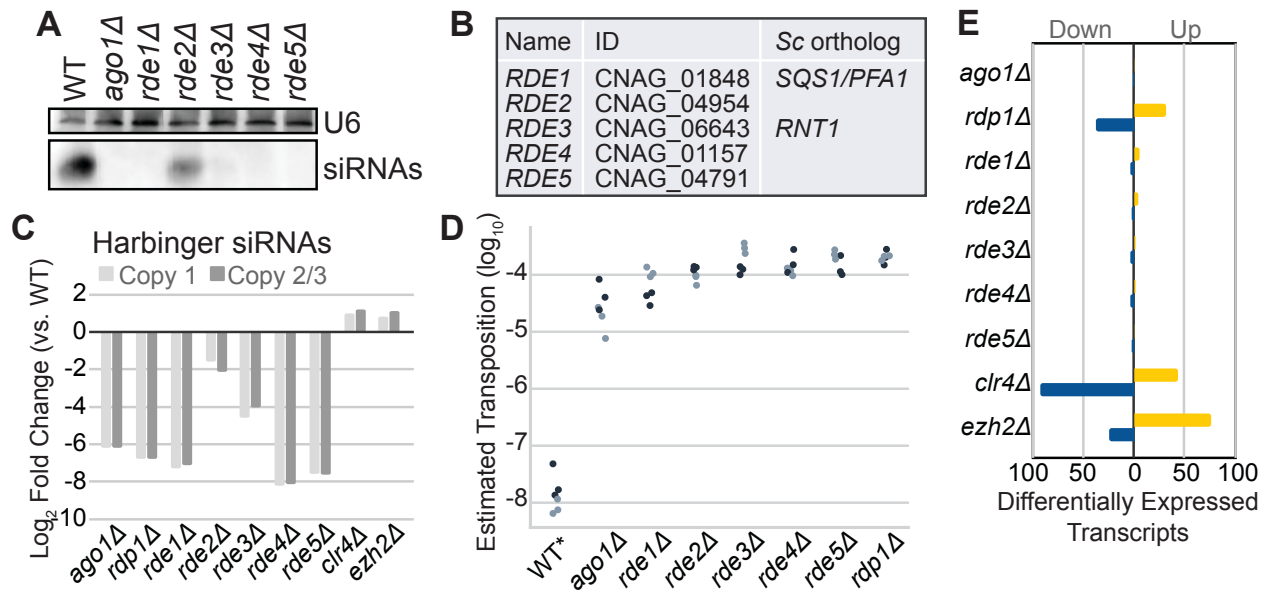 A
WT ago1Δ rde1Δ rde2Δ rde3Δ rde4Δ rde5Δ
U6
siRNAs
B
Name ID Sc ortholog
RDE1 CNAG_01848 SQS1/PFA1
RDE2 CNAG_04954
RDE3 CNAG_06643 RNT1
RDE4 CNAG_01157
RDE5 CNAG_04791
C
Harbinger siRNAs
Copy 1 Copy 2/3
Log2 Fold Change (vs. WT)
2
0
-2
-4
-6
-8
-10
ago1Δ rdp1Δ rde1Δ rde2Δ rde3Δ rde4Δ rde5Δ clr4Δ ezh2Δ
D
Estimated Transposition (log10)
-4
-5
-6
-7
-8
WT* ago1Δ rde1Δ rde2Δ rde3Δ rde4Δ rde5Δ rdp1Δ
E
Down Up
ago1Δ
rdp1Δ
rde1Δ
rde2Δ
rde3Δ
rde4Δ
rde5Δ
clr4Δ
ezh2Δ
100 50 0 50 100
Differentially Expressed
Transcripts